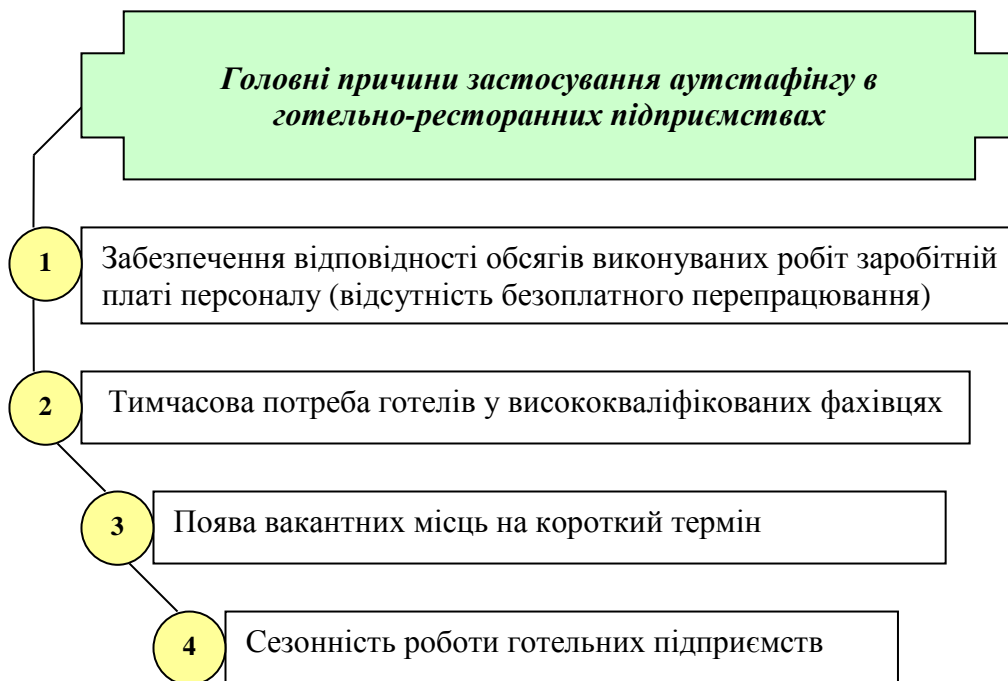 Головні причини застосування аутстафінгу в
готельно-ресторанних підприємствах
1
Забезпечення відповідності обсягів виконуваних робіт заробітній
платі персоналу (відсутність безоплатного перепрацювання)
2
Тимчасова потреба готелів у висококваліфікованих фахівцях
3
Поява вакантних місць на короткий термін
4
Сезонність роботи готельних підприємств